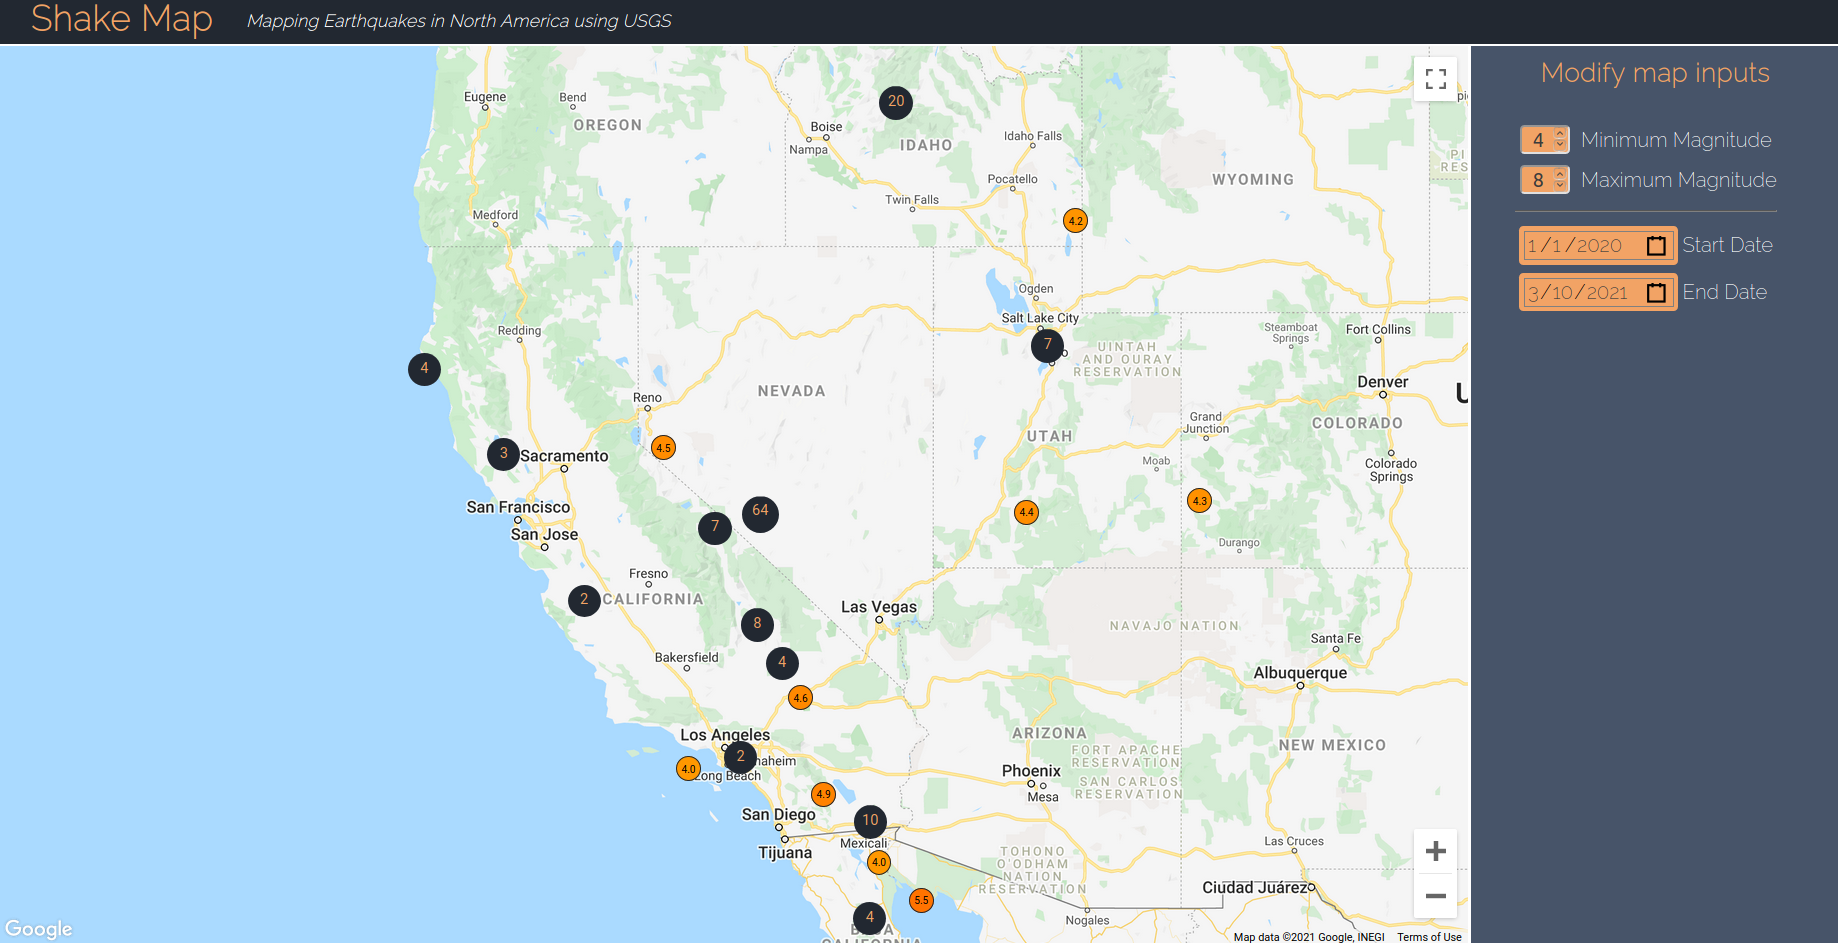 Shake Map
Mapping Earthquakes in North America using USGS
Modify map inputs
4 Minimum Magnitude
8 Maximum Magnitude
1/1/2020 Start Date
3/10/2021 End Date
Eugene
Bend
OREGON
20
Boise
Nampa
IDAHO
Idaho Falls
Pocatello
Twin Falls
WYOMING
Medford
4.2
Ogden
Salt Lake City
7
Redding
4
Steamboat
Springs
Fort Collins
UINTAH
AND OURAY
RESERVATION
Denver
NEVADA
Reno
Grand
Junction
COLORADO
UTAH
4.5
3
Sacramento
Moab
Colorado
Springs
San Francisco
San Jose
7
64
4.4
4.3
Durango
Fresno
2
CALIFORNIA
Las Vegas
8
NAVAJO NATION
Santa Fe
Bakersfield
4
Albuquerque
4.6
Los Angeles
2
naheim
4.0
Long Beach
ARIZONA
FORT APACHE
RESERVATION
NEW MEXICO
Phoenix
Mesa
SAN CARLOS
RESERVATION
4.9
San Diego
10
Mexicali
Tijuana
4.0
TOHONO
O'ODHAM
NATION
RESERVATION
Las Cruces
Ciudad Juárez
5.5
4
Nogales
CALIFORNIA
Google
Map data ©2021 Google, INEGI
Terms of Use